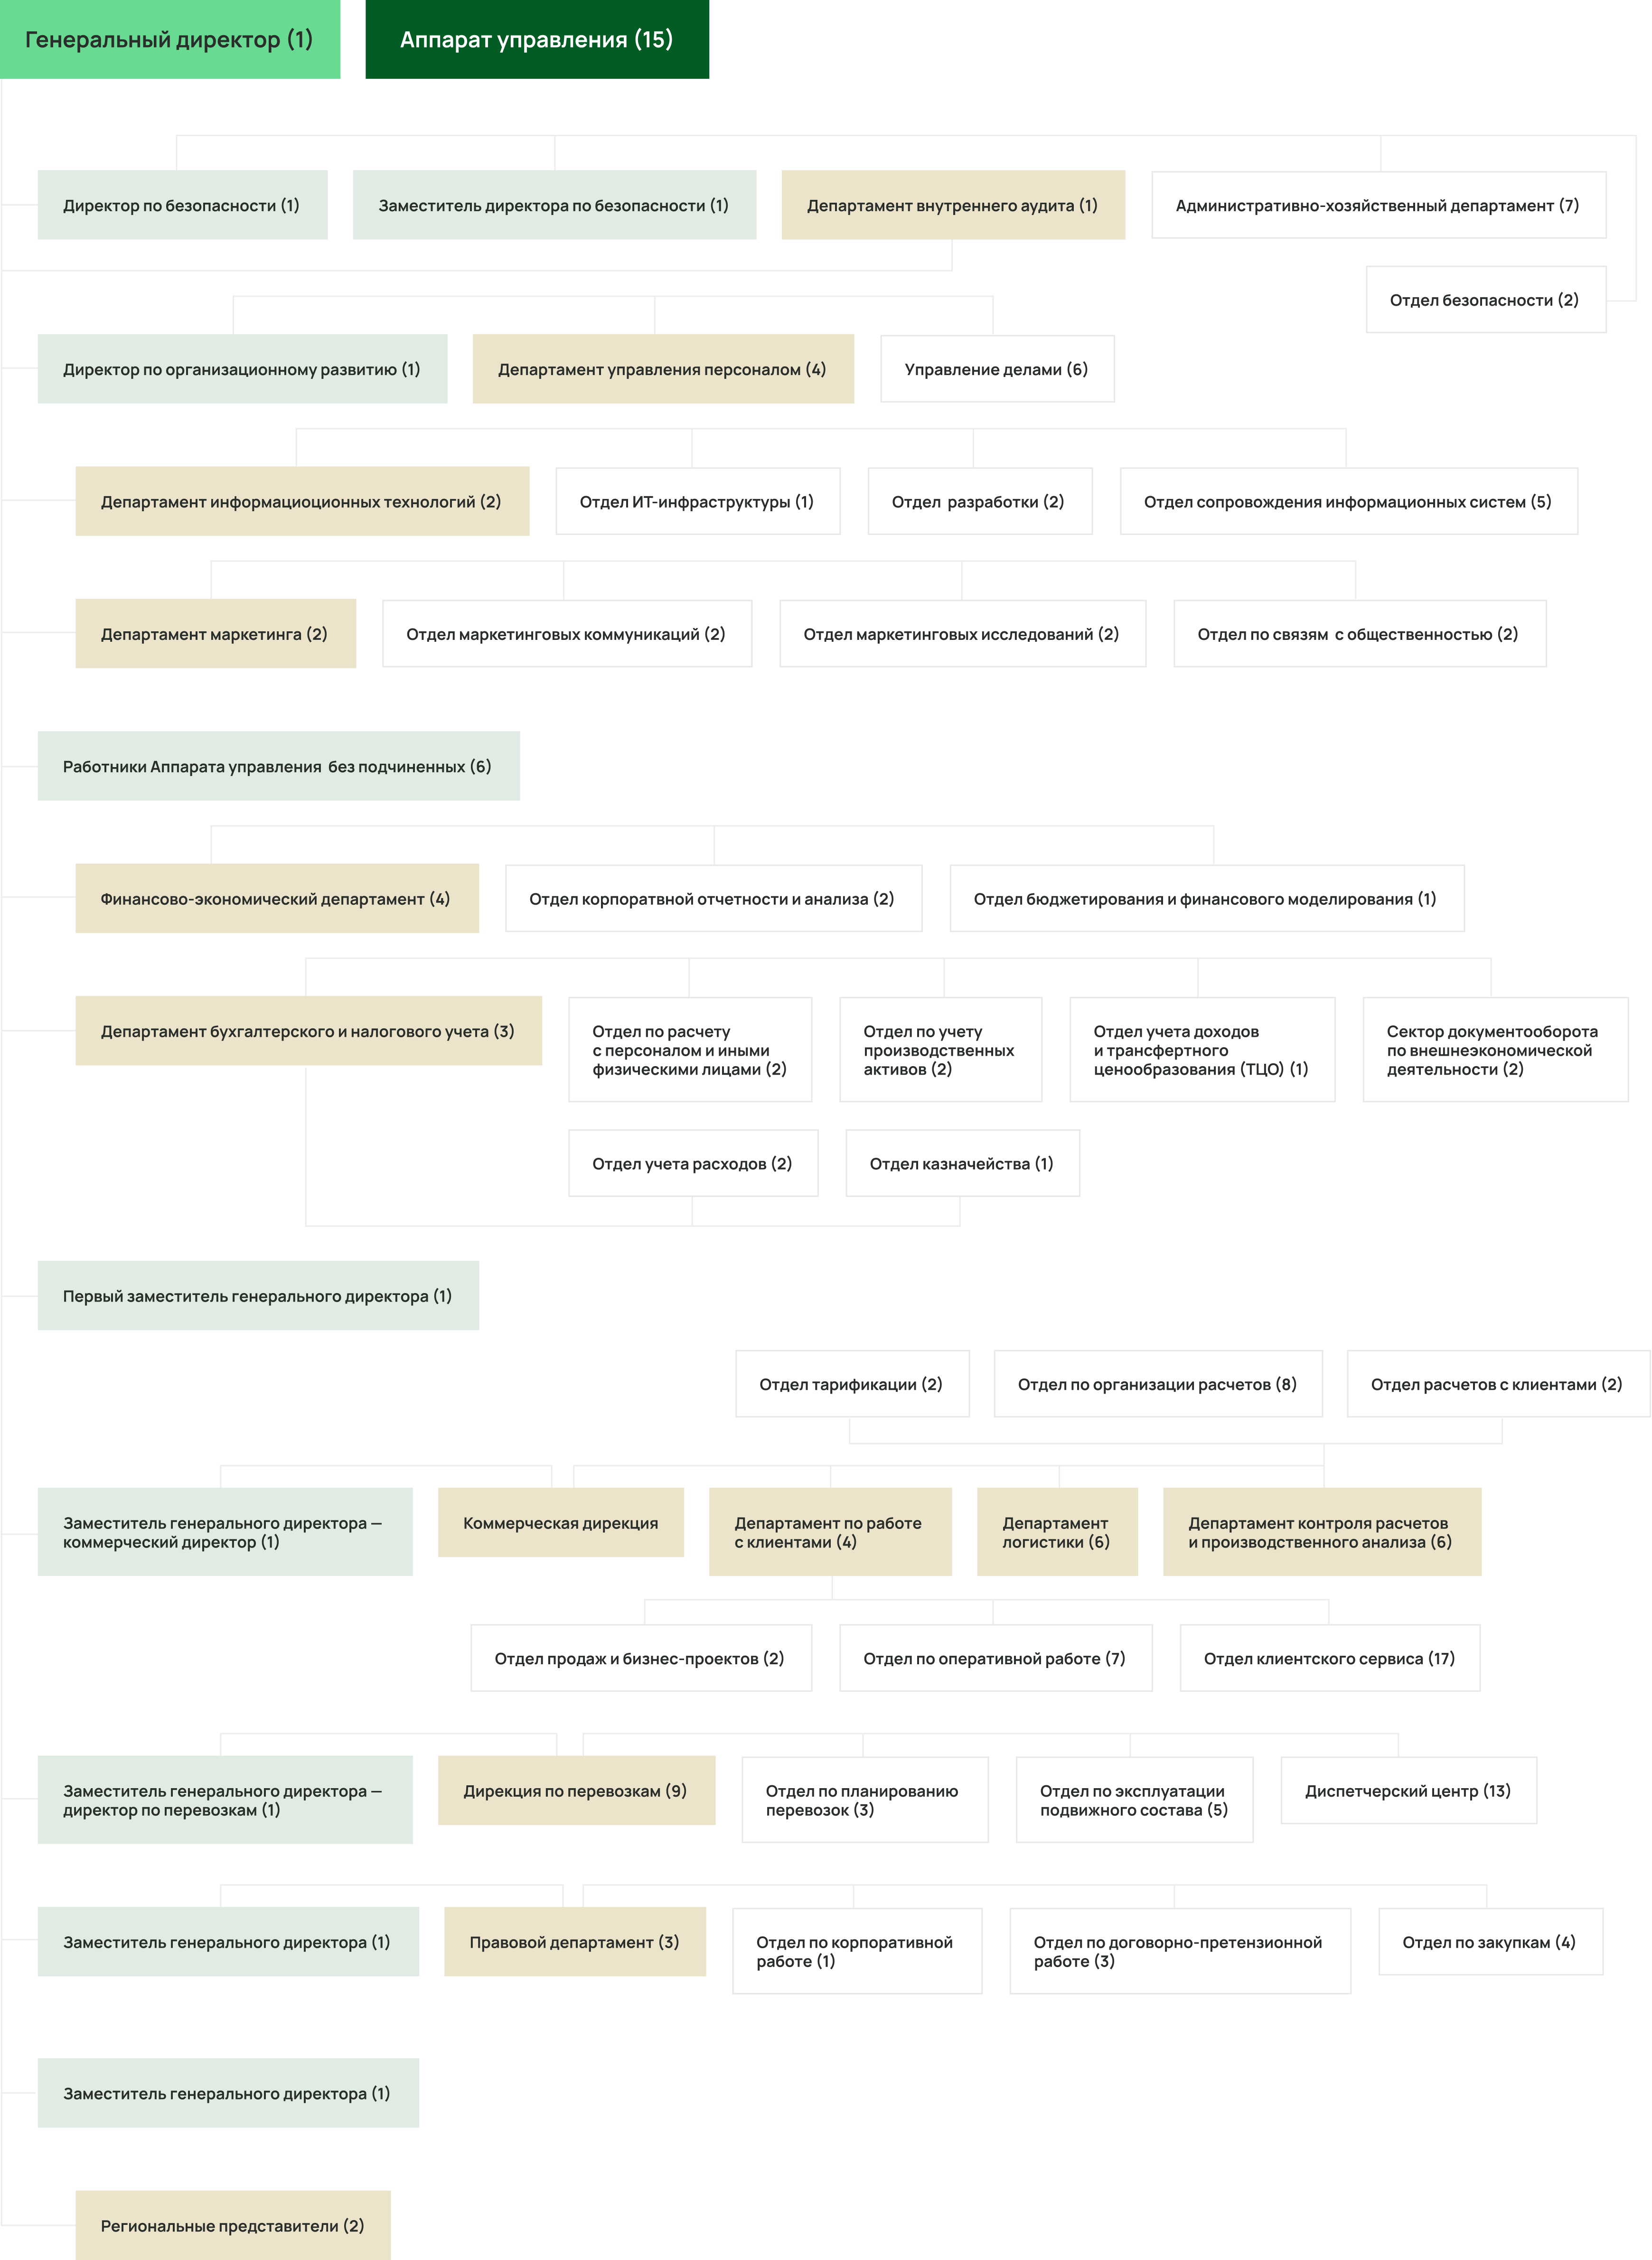 Генеральный директор (1)
Аппарат управления (15)
Директор по безопасности (1)
Заместитель директора по безопасности (1)
Департамент внутреннего аудита (1)
Административно-хозяйственный департамент (7)
Отдел безопасности (2)
Директор по организационному развитию (1)
Департамент управления персоналом (4)
Управление делами (6)
Департамент информациоционных технологий (2)
Отдел ИТ-инфраструктуры (1)
Отдел разработки (2)
Отдел сопровождения информационных систем (5)
Департамент маркетинга (2)
Отдел маркетинговых коммуникаций (2)
Отдел маркетинговых исследований (2)
Отдел по связям с общественностью (2)
Работники Аппарата управления без подчиненных (6)
Финансово-экономический департамент (4)
Отдел корпоратвной отчетности и анализа (2)
Отдел бюджетирования и финансового моделирования (1)
Департамент бухгалтерского и налогового учета (3)
Отдел по расчету
с персоналом и иными
физическими лицами (2)
Отдел по учету
производственных
активов (2)
Отдел учета доходов
и трансфертного
ценообразования (ТЦО) (1)
Сектор документооборота
по внешнеэкономической
деятельности (2)
Отдел учета расходов (2)
Отдел казначейства (1)
Первый заместитель генерального директора (1)
Отдел тарификации (2)
Отдел по организации расчетов (8)
Отдел расчетов с клиентами (2)
Заместитель генерального директора —
коммерческий директор (1)
Коммерческая дирекция
Департамент по работе
с клиентами (4)
Департамент
логистики (6)
Департамент контроля расчетов
и производственного анализа (6)
Отдел продаж и бизнес-проектов (2)
Отдел по оперативной работе (7)
Отдел клиентского сервиса (17)
Заместитель генерального директора —
директор по перевозкам (1)
Дирекция по перевозкам (9)
Отдел по планированию
перевозок (3)
Отдел по эксплуатации
подвижного состава (5)
Диспетчерский центр (13)
Заместитель генерального директора (1)
Правовой департамент (3)
Отдел по корпоративной
работе (1)
Отдел по договорно-претензионной
работе (3)
Отдел по закупкам (4)
Заместитель генерального директора (1)
Региональные представители (2)